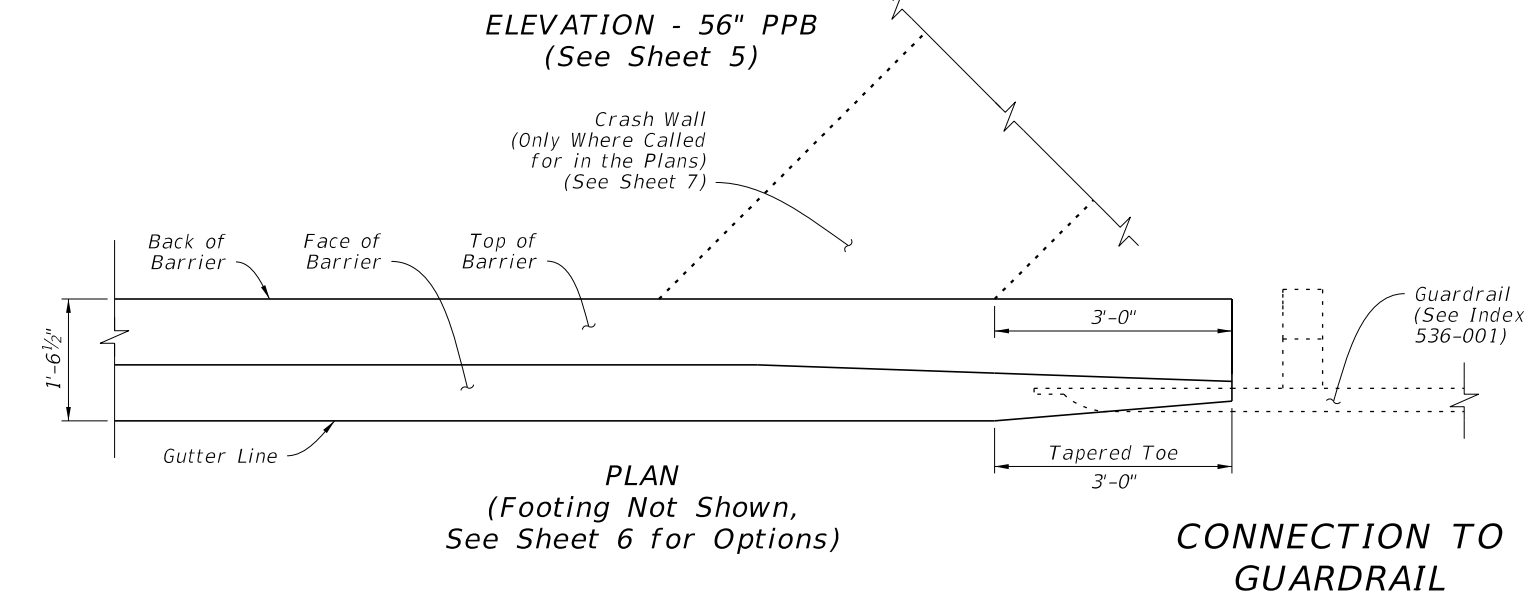 ELEVATION - 56" PPB
(See Sheet 5)
Crash Wall
(Only Where Called
for in the Plans)
(See Sheet 7)
Back of
Barrier
Face of
Barrier
Top of
Barrier
1'-6½"
3'-0"
Guardrail
(See Index
536-001)
Gutter Line
Tapered Toe
3'-0"
PLAN
(Footing Not Shown,
See Sheet 6 for Options)
CONNECTION TO
GUARDRAIL